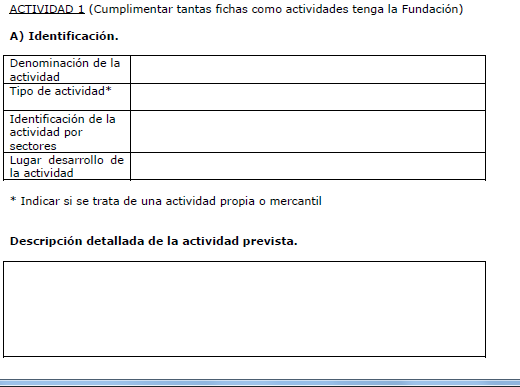 ACTIVIDAD 1 (Cumplimentar tantas fichas como actividades tenga la Fundación)
A) Identificación.
Denominación de la
actividad
Tipo de actividad*
Identificación de la
actividad por
sectores
Lugar desarrollo de
la actividad
* Indicar si se trata de una actividad propia o mercantil
Descripción detallada de la actividad prevista.